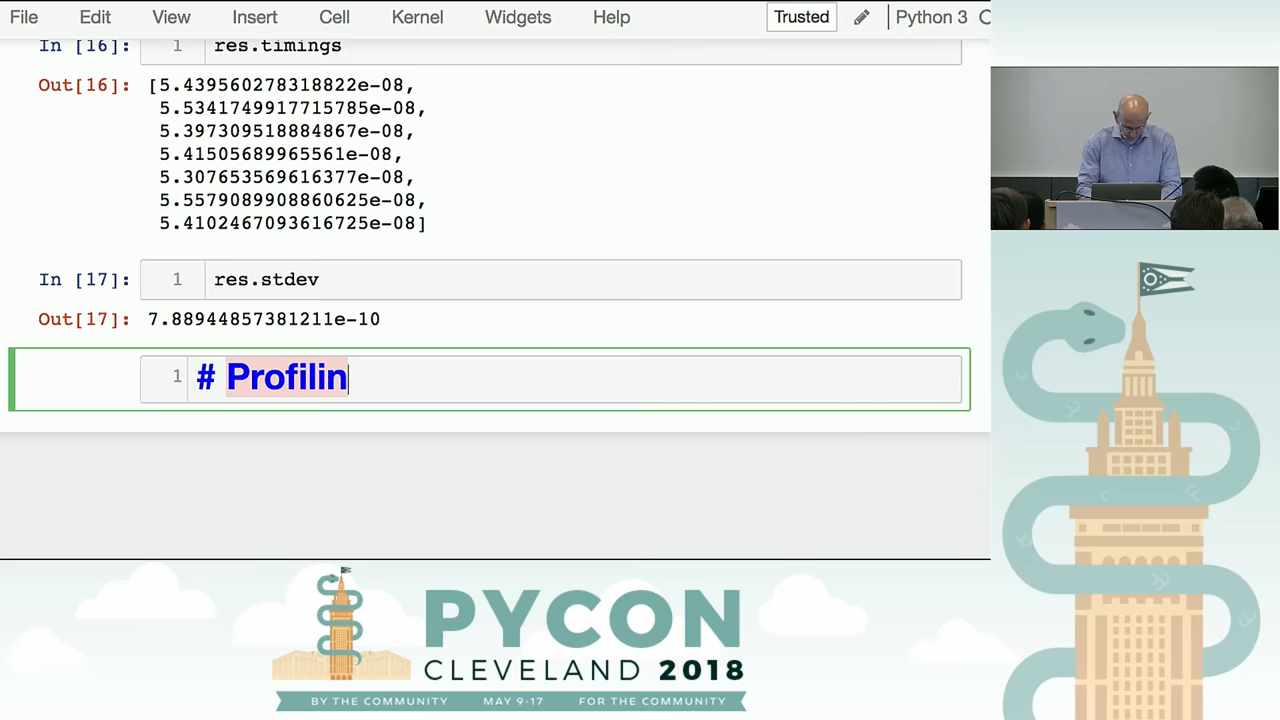 File Edit View Insert Cell Kernel Widgets Help Trusted Python 3
In [16]: 1 res.timings
Out[16]: [5.439560278318822e-08,
5.5341749917715785e-08,
5.397309518884867e-08,
5.41505689965561e-08,
5.307653569616377e-08,
5.5579089908860625e-08,
5.4102467093616725e-08]
In [17]: 1 res.stdev
Out[17]: 7.88944857381211e-10
1 # Profilin
PYCON
CLEVELAND 2018
BY THE COMMUNITY MAY 9-17 FOR THE COMMUNITY